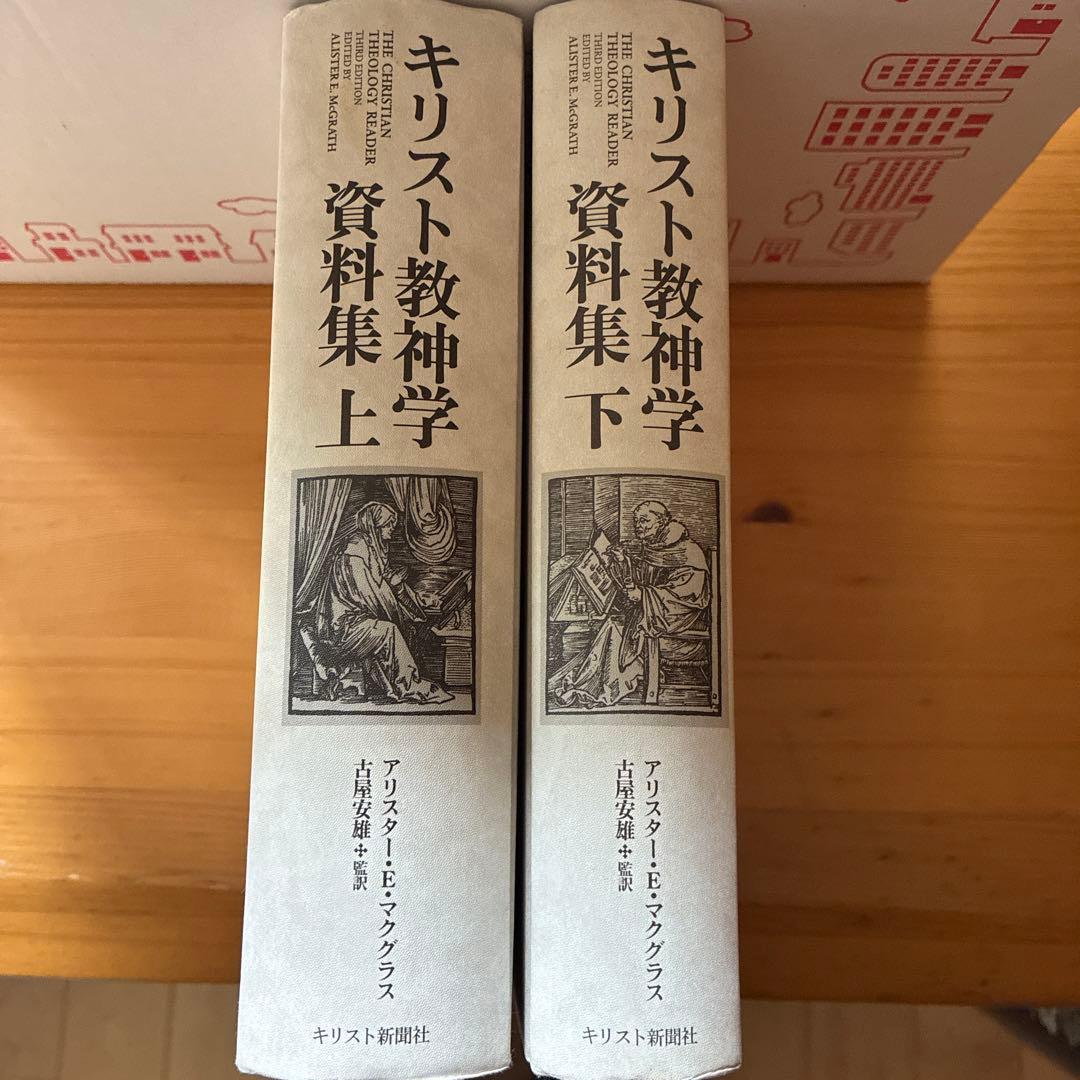 キリスト教神学
資料集 上
THE CHRISTIAN
THEOLOGY READER
THIRD EDITION
EDITED BY
ALISTER E. McGRATH
アリスター・E・マクグラス
古屋安雄✣監訳
キリスト新聞社
キリスト教神学
資料集 下
THE CHRISTIAN
THEOLOGY READER
THIRD EDITION
EDITED BY
ALISTER E. McGRATH
アリスター・E・マクグラス
古屋安雄✣監訳
キリスト新聞社